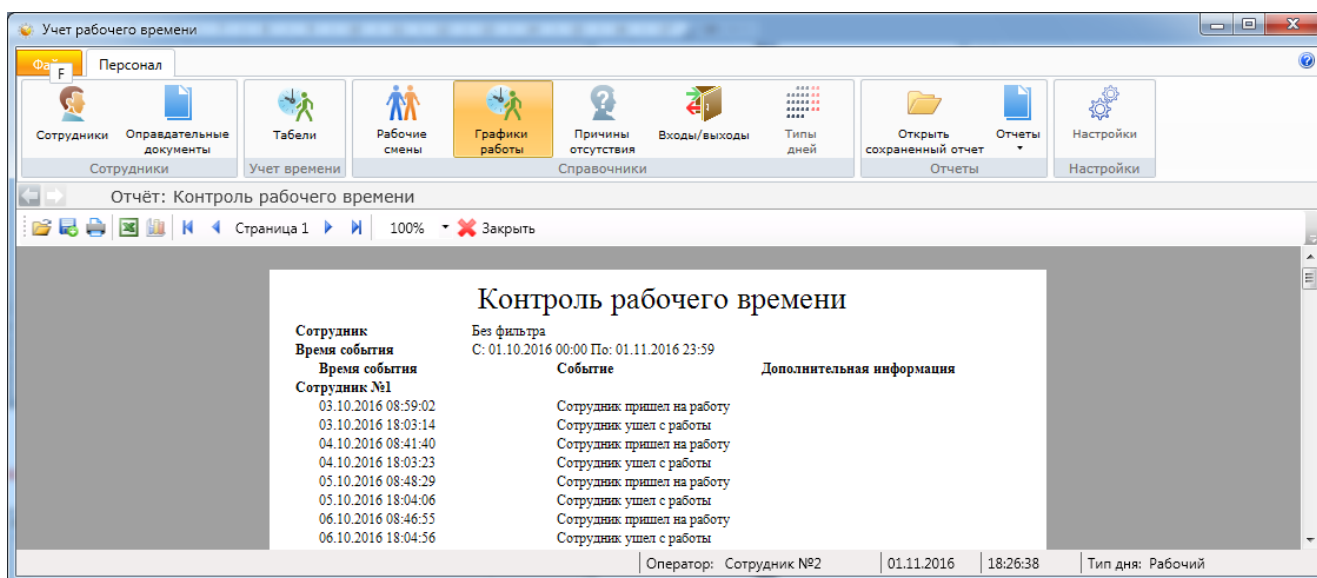 Учет рабочего времени
F
Персонал
Сотрудники
Оправдательные
документы
Табели
Рабочие
смены
Графики
работы
Причины
отсутствия
Входы/выходы
Типы
дней
Открыть
сохраненный отчет
Отчеты
Настройки
Сотрудники
Учет времени
Справочники
Отчеты
Настройки
Отчёт: Контроль рабочего времени
Страница 1
100%
Закрыть
Контроль рабочего времени
Сотрудник Без фильтра
Время события С: 01.10.2016 00:00 По: 01.11.2016 23:59
Время события Событие Дополнительная информация
Сотрудник №1
03.10.2016 08:59:02 Сотрудник пришел на работу
03.10.2016 18:03:14 Сотрудник ушел с работы
04.10.2016 08:41:40 Сотрудник пришел на работу
04.10.2016 18:03:23 Сотрудник ушел с работы
05.10.2016 08:48:29 Сотрудник пришел на работу
05.10.2016 18:04:06 Сотрудник ушел с работы
06.10.2016 08:46:55 Сотрудник пришел на работу
06.10.2016 18:04:56 Сотрудник ушел с работы
Оператор: Сотрудник №2 01.11.2016 18:26:38 Тип дня: Рабочий